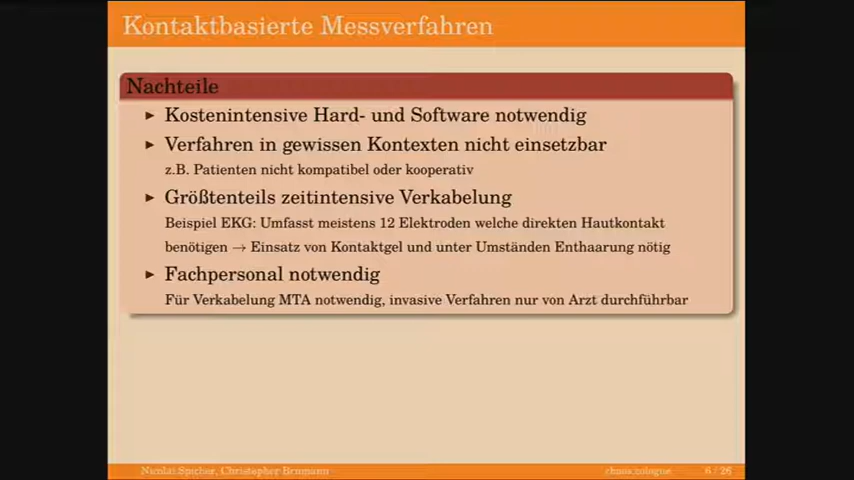 Kontaktbasierte Messverfahren
Nachteile
Kostenintensive Hard- und Software notwendig
Verfahren in gewissen Kontexten nicht einsetzbar
z.B. Patienten nicht kompatibel oder kooperativ
Größtenteils zeitintensive Verkabelung
Beispiel EKG: Umfasst meistens 12 Elektroden welche direkten Hautkontakt
benötigen → Einsatz von Kontaktgel und unter Umständen Enthaarung nötig
Fachpersonal notwendig
Für Verkabelung MTA notwendig, invasive Verfahren nur von Arzt durchführbar
Nicolai Spicher, Christopher Brumann chaos.cologne 6 / 26